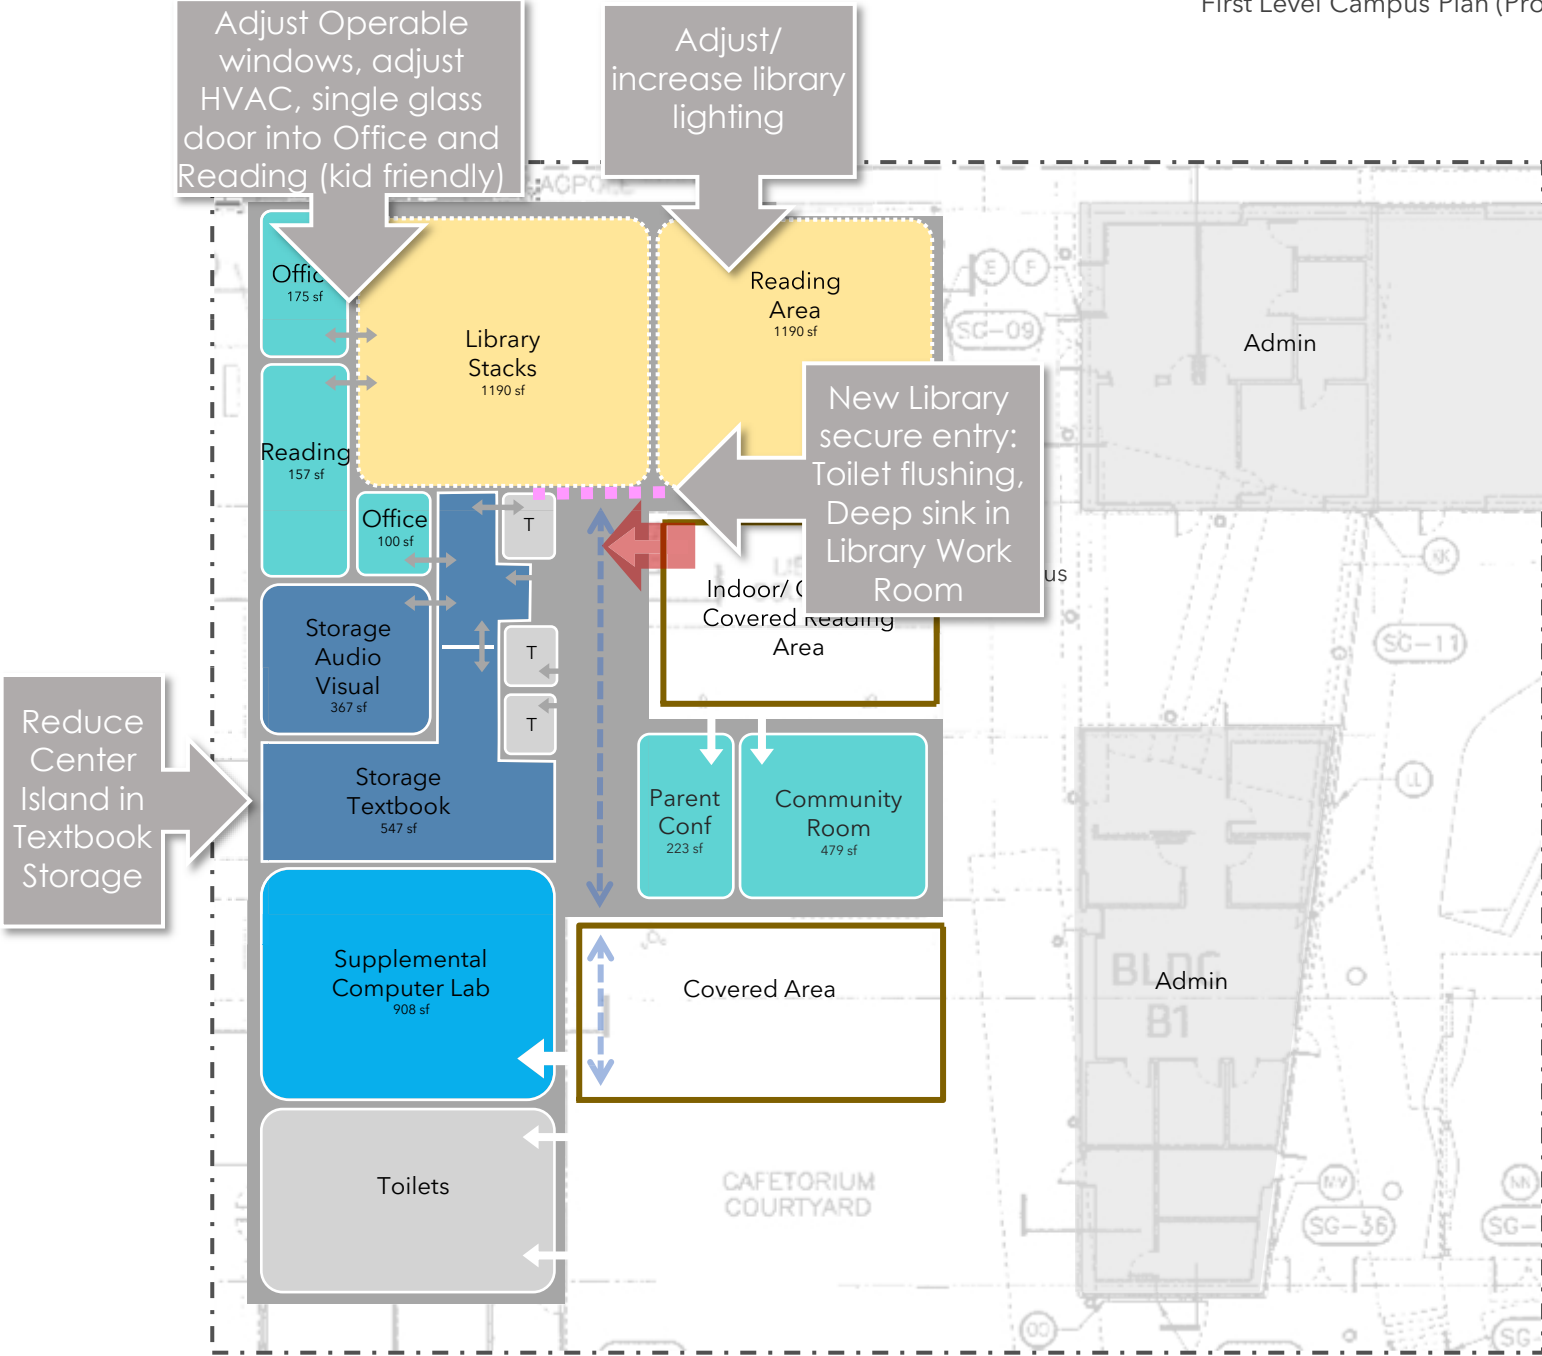 First Level Campus Plan (Pro
Adjust Operable
windows, adjust
HVAC, single glass
door into Office and
Reading (kid friendly)
Adjust/
increase library
lighting
Offic
175 sf
Library
Stacks
1190 sf
Reading
Area
1190 sf
E
F
SG-09
Admin
New Library
secure entry:
Toilet flushing,
Deep sink in
Library Work
Room
Reading
157 sf
Office
100 sf
T
Indoor/
Covered Reading
Area
us
SG-11
Storage
Audio
Visual
367 sf
T
T
Reduce
Center
Island in
Textbook
Storage
Storage
Textbook
547 sf
Parent
Conf
223 sf
Community
Room
479 sf
LL
Supplemental
Computer Lab
908 sf
Covered Area
BLDG
B1
Admin
Toilets
CAFETORIUM
COURTYARD
NN
SG-36
SG-
SG-